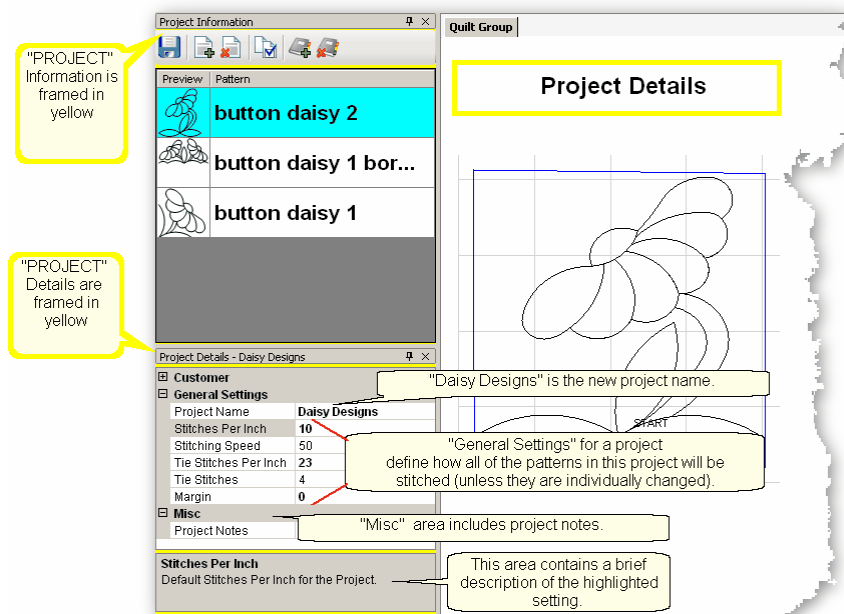 Project Information
Quilt Group
"PROJECT"
Information is
framed in
yellow
Project Details
Preview Pattern
button daisy 2
button daisy 1 bor...
button daisy 1
"PROJECT"
Details are
framed in
yellow
START
Project Details - Daisy Designs
Customer
"Daisy Designs" is the new project name.
General Settings
Project Name Daisy Designs
Stitches Per Inch 10
Stitching Speed 50
Tie Stitches Per Inch 23
Tie Stitches 4
Margin 0
"General Settings" for a project
define how all of the patterns in this project will be
stitched (unless they are individually changed).
Misc
Project Notes
"Misc" area includes project notes.
Stitches Per Inch
Default Stitches Per Inch for the Project.
This area contains a brief
description of the highlighted
setting.